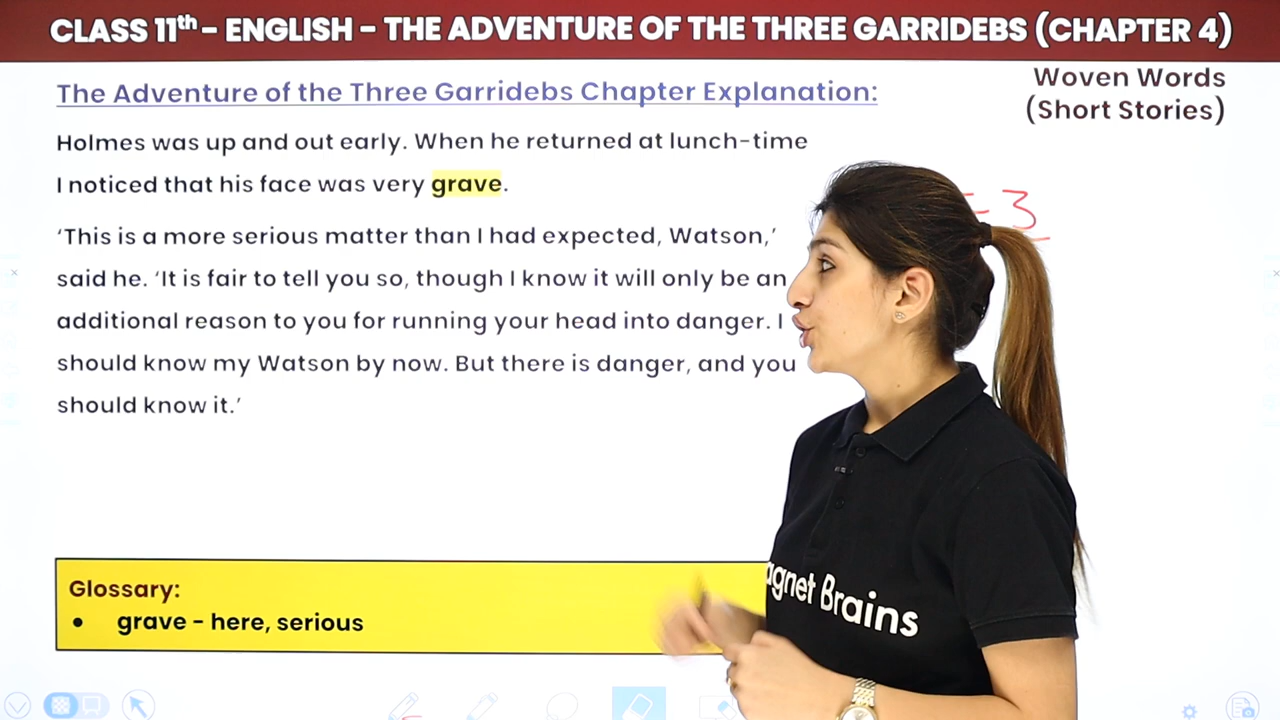 CLASS 11th - ENGLISH - THE ADVENTURE OF THE THREE GARRIDEBS (CHAPTER 4)
The Adventure of the Three Garridebs Chapter Explanation:
Woven Words
(Short Stories)
Holmes was up and out early. When he returned at lunch-time
I noticed that his face was very grave.
= 3
‘This is a more serious matter than I had expected, Watson,’
said he. ‘It is fair to tell you so, though I know it will only be an
additional reason to you for running your head into danger. I
should know my Watson by now. But there is danger, and you
should know it.’
Glossary:
• grave - here, serious
agnet Brains